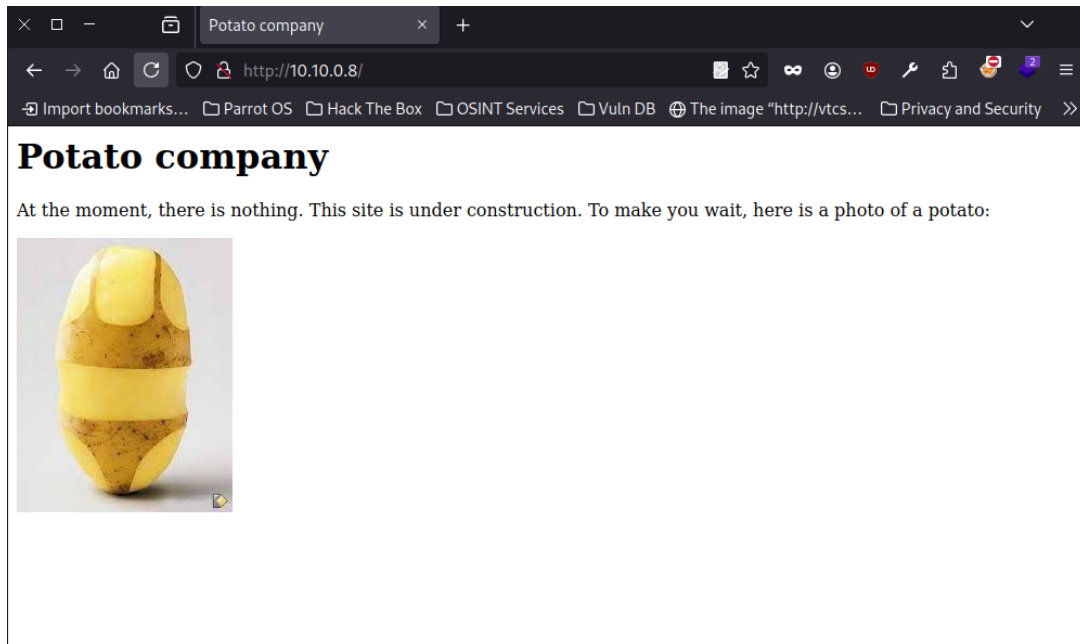 Potato company
http://10.10.0.8/
Import bookmarks... Parrot OS Hack The Box OSINT Services Vuln DB The image "http://vtcs... Privacy and Security
Potato company
At the moment, there is nothing. This site is under construction. To make you wait, here is a photo of a potato: